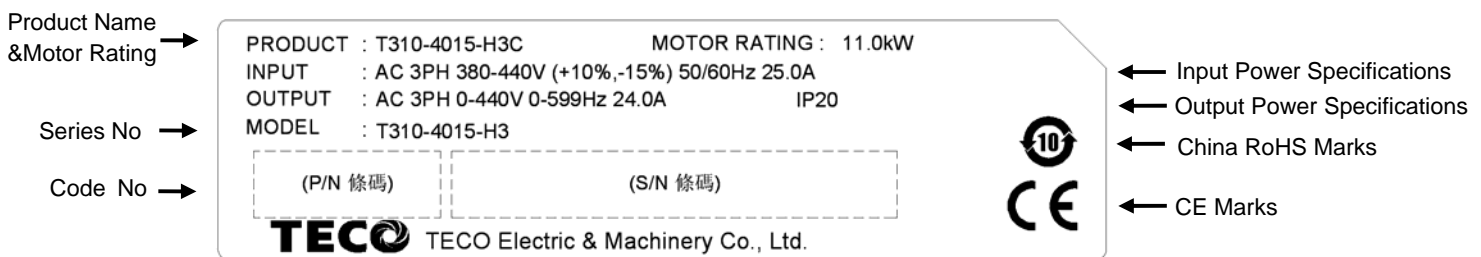 Product Name
&Motor Rating
PRODUCT : T310-4015-H3C MOTOR RATING : 11.0kW
INPUT : AC 3PH 380-440V (+10%,-15%) 50/60Hz 25.0A
Input Power Specifications
OUTPUT : AC 3PH 0-440V 0-599Hz 24.0A IP20
Output Power Specifications
Series No
MODEL : T310-4015-H3
10
China RoHS Marks
Code No
(P/N 條碼) (S/N 條碼)
CE
CE Marks
TECO TECO Electric & Machinery Co., Ltd.